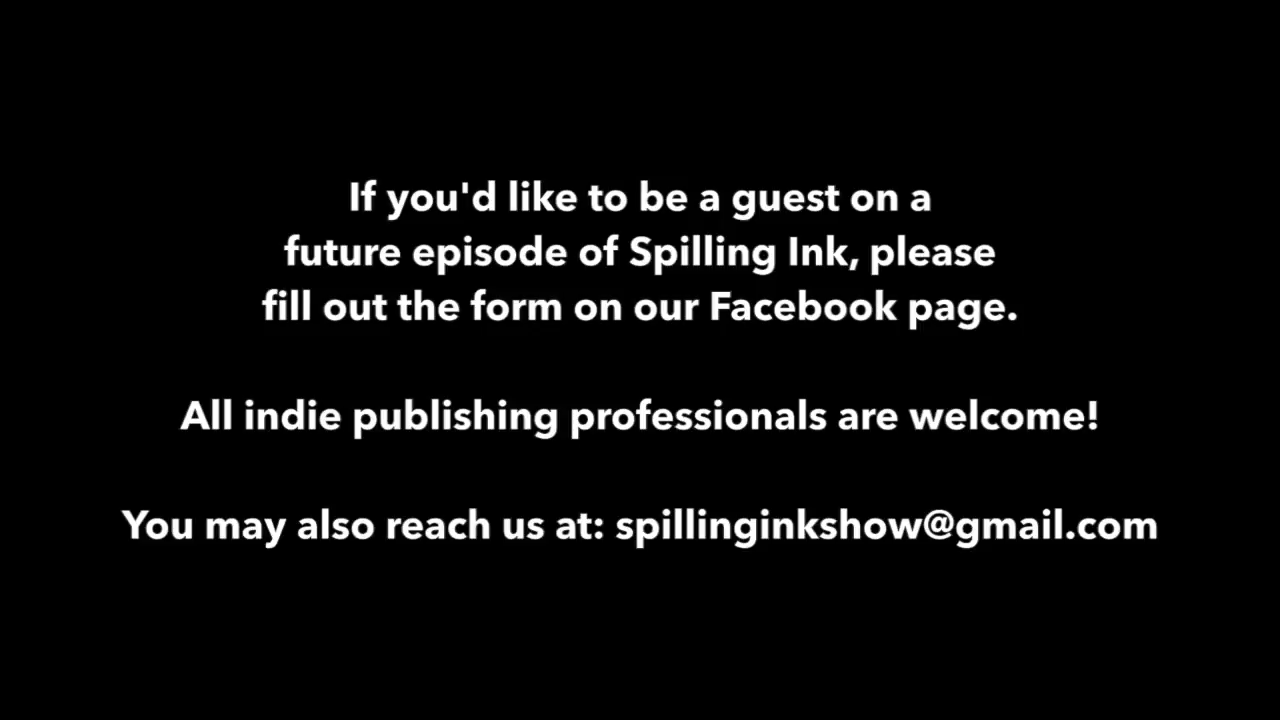 If you'd like to be a guest on a
future episode of Spilling Ink, please
fill out the form on our Facebook page.
All indie publishing professionals are welcome!
You may also reach us at: spillinginkshow@gmail.com